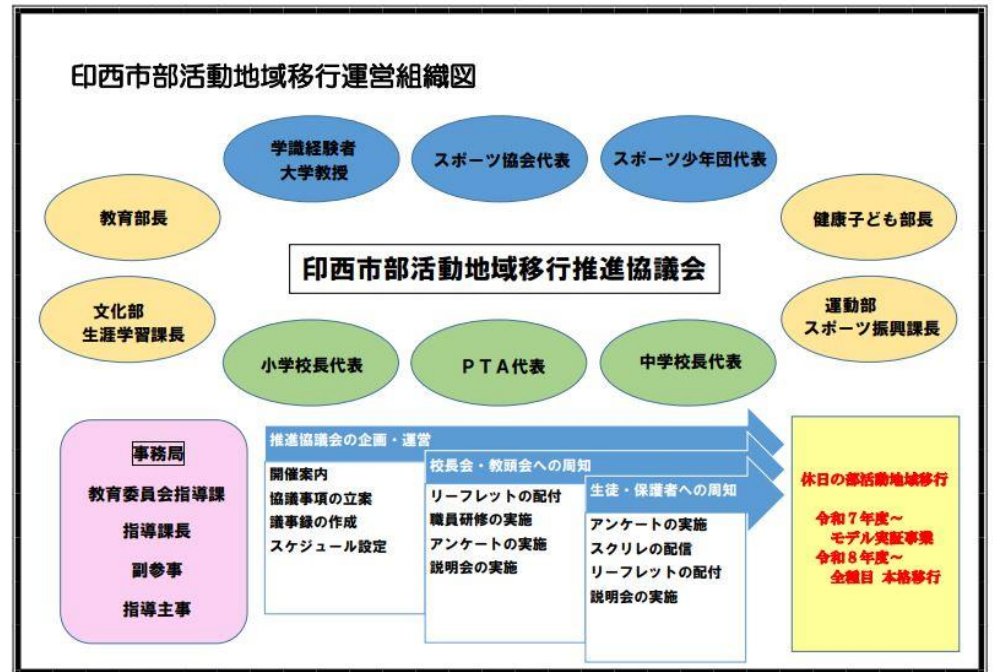 印西市部活動地域移行運営組織図
学識経験者
大学教授
スポーツ協会代表
スポーツ少年団代表
教育部長
健康子ども部長
印西市部活動地域移行推進協議会
文化部
生涯学習課長
運動部
スポーツ振興課長
小学校長代表
ＰＴＡ代表
中学校長代表
事務局
教育委員会指導課
指導課長
副参事
指導主事
推進協議会の企画・運営
開催案内
協議事項の立案
議事録の作成
スケジュール設定
校長会・教頭会への周知
リーフレットの配付
職員研修の実施
アンケートの実施
説明会の実施
生徒・保護者への周知
アンケートの実施
スクリレの配信
リーフレットの配付
説明会の実施
休日の部活動地域移行
令和７年度～
モデル実証事業
令和８年度～
全種目 本格移行